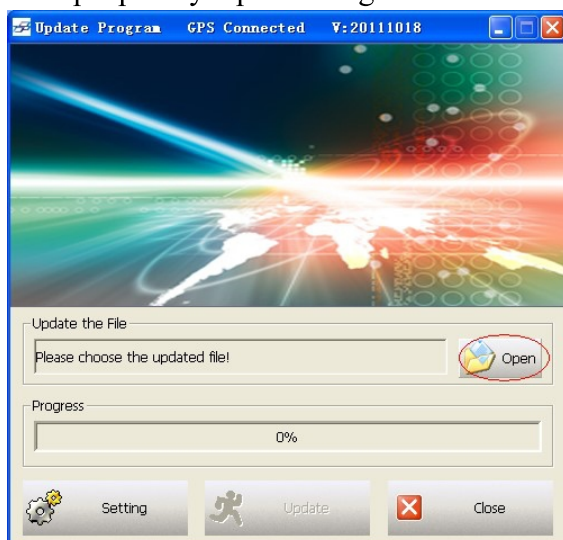 Update Program GPS Connected V:20111018
Update the File
Please choose the updated file!
Open
Progress
0%
Setting
Update
Close